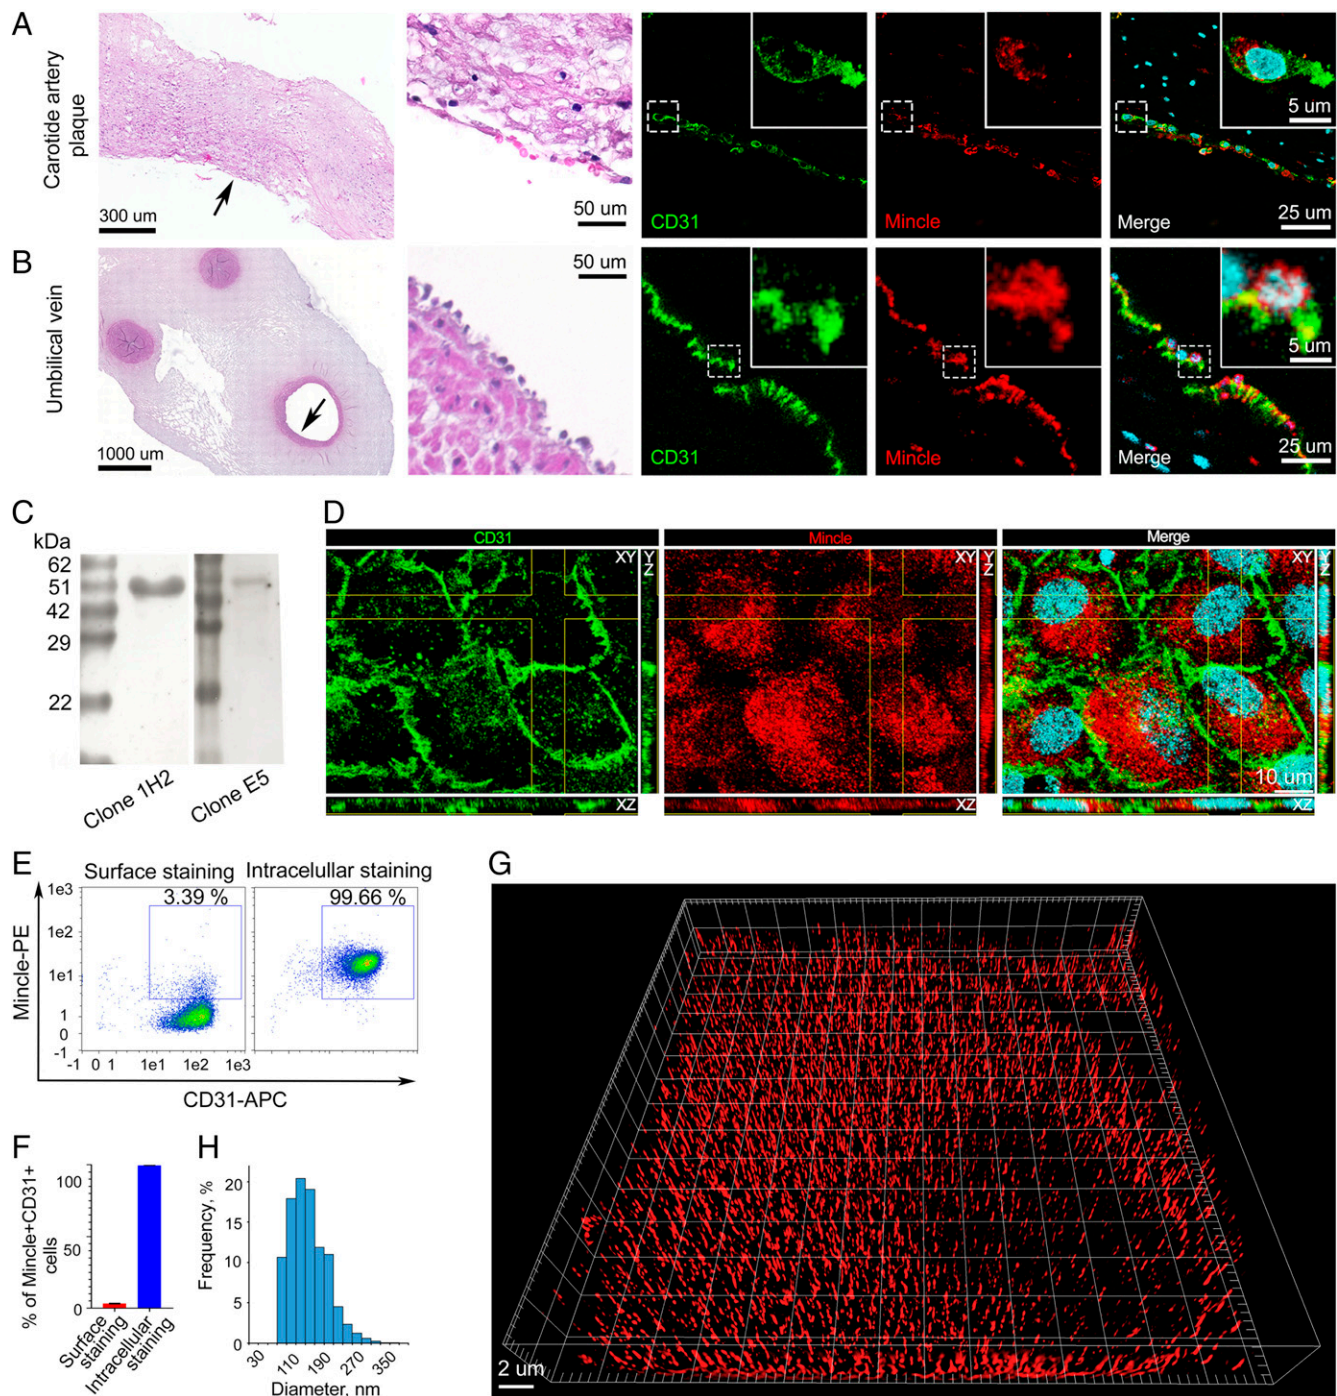 A
Carotide artery
plaque
300 um
50 um
CD31
5 um
Mincle
Merge
25 um
B
Umbilical vein
1000 um
50 um
CD31
Mincle
5 um
Merge
25 um
C
kDa
62
51
42
29
22
14
Clone 1H2
Clone E5
D
CD31
Mincle
Merge
XY
Y
Z
XY
Y
Z
XY
Y
Z
10 um
XZ
XZ
XZ
E
Surface staining
Intracelullar staining
3.39 %
99.66 %
Mincle-PE
1e3
1e2
1e1
1
0
-1
-1 0 1 1e1 1e2 1e3
CD31-APC
F
% of Mincle+CD31+
cells
100
50
0
Surface
staining
Intracellular
staining
H
Frequency, %
20
15
10
5
0
30 110 190 270 350
Diameter, nm
G
2 um